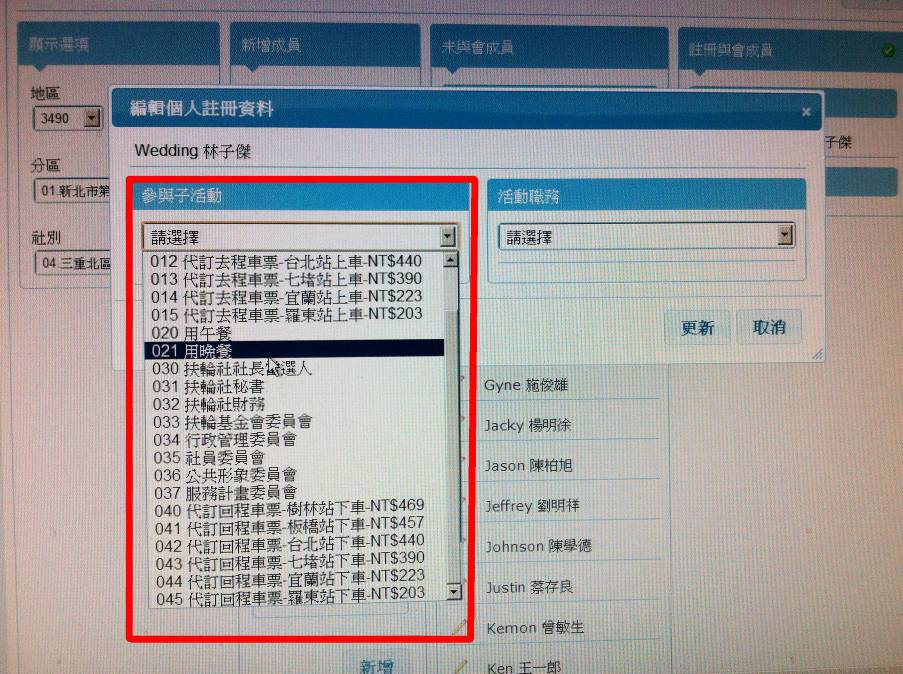 顯示選項
新增成員
未與會成員
註冊與會成員
地區
3490
分區
01.新北市第
社別
04 三重北區
編輯個人註冊資料
×
Wedding 林子傑
子傑
參與子活動
請選擇
012 代訂去程車票-台北站上車-NT$440
013 代訂去程車票-七堵站上車-NT$390
014 代訂去程車票-宜蘭站上車-NT$223
015 代訂去程車票-羅東站上車-NT$203
020 用午餐
021 用晚餐
030 扶輪社社長 選人
031 扶輪社秘書
032 扶輪社財務
033 扶輪基金會委員會
034 行政管理委員會
035 社員委員會
036 公共形象委員會
037 服務計畫委員會
040 代訂回程車票-樹林站下車-NT$469
041 代訂回程車票-板橋站下車-NT$457
042 代訂回程車票-台北站下車-NT$440
043 代訂回程車票-七堵站下車-NT$390
044 代訂回程車票-宜蘭站下車-NT$223
045 代訂回程車票-羅東站下車-NT$203
活動職務
請選擇
更新
取消
Gyne 施俊雄
Jacky 楊明徐
Jason 陳柏旭
Jeffrey 劉明祥
Johnson 陳學德
Justin 蔡存良
Kemon 曾敏生
Ken 王一郎
新增